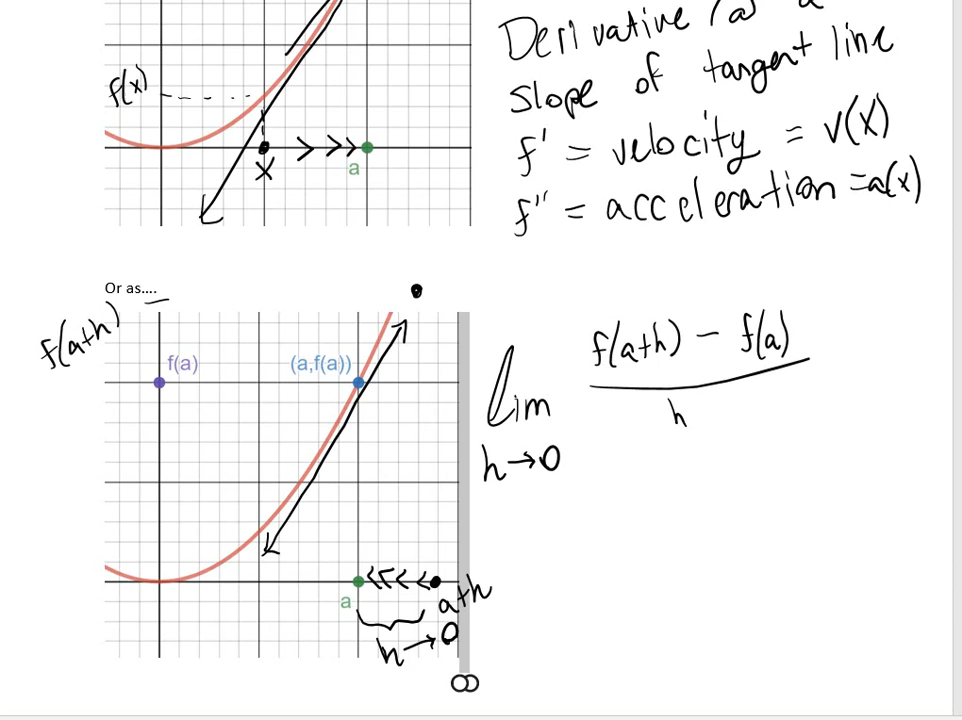 Derivative @ a
slope of tangent line
f' = velocity = v(x)
f'' = acceleration = a(x)
f(x)
x
>>>
a
Or as....
f(a+h)
f(a)
(a,f(a))
lim h→0
f(a+h) - f(a)
h
<<<
a
a+h
h→0